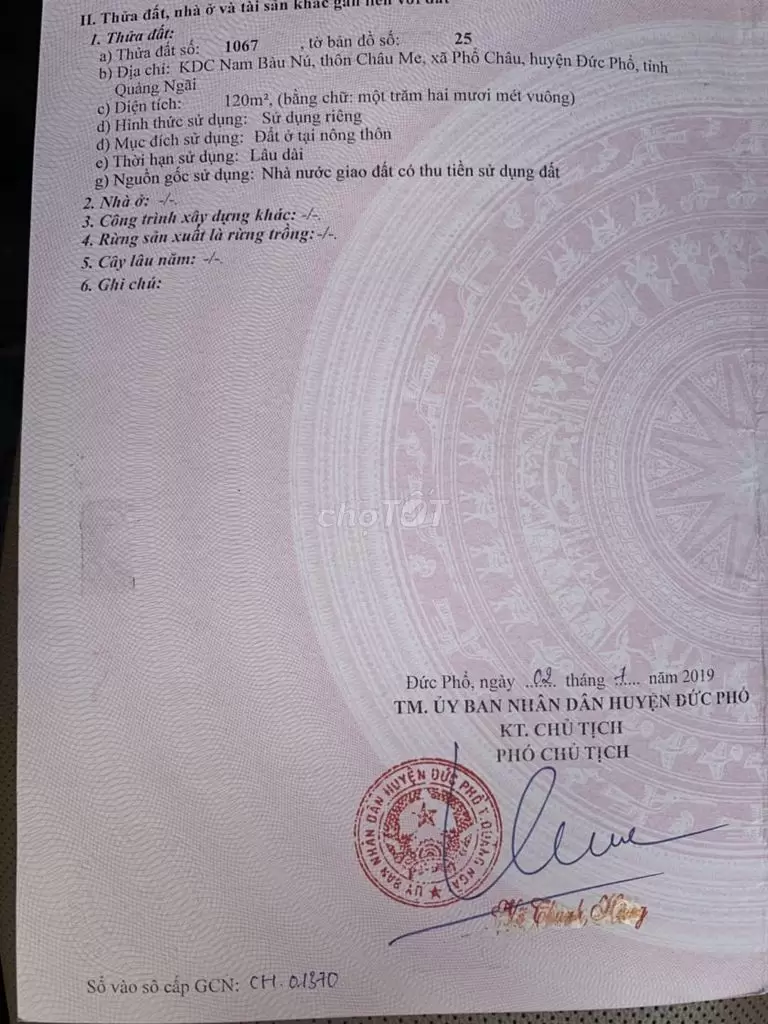 II. Thửa đất, nhà ở và tài sản khác gắn liền với đất
1. Thửa đất:
a) Thửa đất số: 1067 , tờ bản đồ số: 25
b) Địa chỉ: KDC Nam Bàu Nú, thôn Châu Me, xã Phổ Châu, huyện Đức Phổ, tỉnh
Quảng Ngãi
c) Diện tích: 120m², (bằng chữ: một trăm hai mươi mét vuông)
d) Hình thức sử dụng: Sử dụng riêng
đ) Mục đích sử dụng: Đất ở tại nông thôn
e) Thời hạn sử dụng: Lâu dài
g) Nguồn gốc sử dụng: Nhà nước giao đất có thu tiền sử dụng đất
2. Nhà ở: -/-.
3. Công trình xây dựng khác: -/-.
4. Rừng sản xuất là rừng trồng:-/-.
5. Cây lâu năm: -/-.
6. Ghi chú:
chợTỐT
Đức Phổ, ngày 02 tháng 1 năm 2019
TM. ỦY BAN NHÂN DÂN HUYỆN ĐỨC PHỔ
KT. CHỦ TỊCH
PHÓ CHỦ TỊCH
ỦY BAN NHÂN DÂN HUYỆN ĐỨC PHỔ T.QUẢNG NGÃI
Võ Thanh Hùng
Số vào sổ cấp GCN: CH.01370